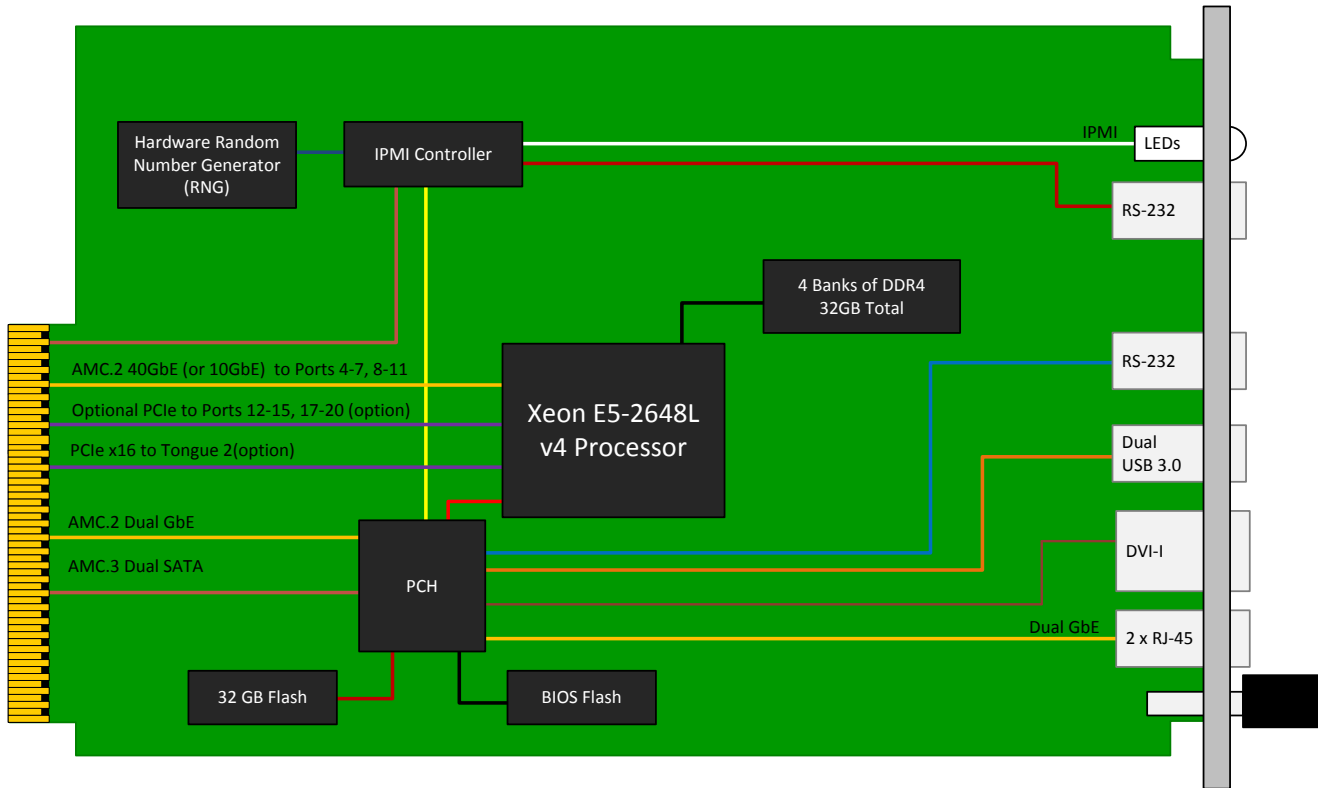 IPMI
Hardware Random
Number Generator
(RNG)
IPMI Controller
LEDs
RS-232
4 Banks of DDR4
32GB Total
AMC.2 40GbE (or 10GbE)  to Ports 4-7, 8-11
RS-232
Optional PCIe to Ports 12-15, 17-20 (option)
Xeon E5-2648L
v4 Processor
PCIe x16 to Tongue 2(option)
Dual
USB 3.0
AMC.2 Dual GbE
DVI-I
AMC.3 Dual SATA
PCH
Dual GbE
2 x RJ-45
32 GB Flash
BIOS Flash